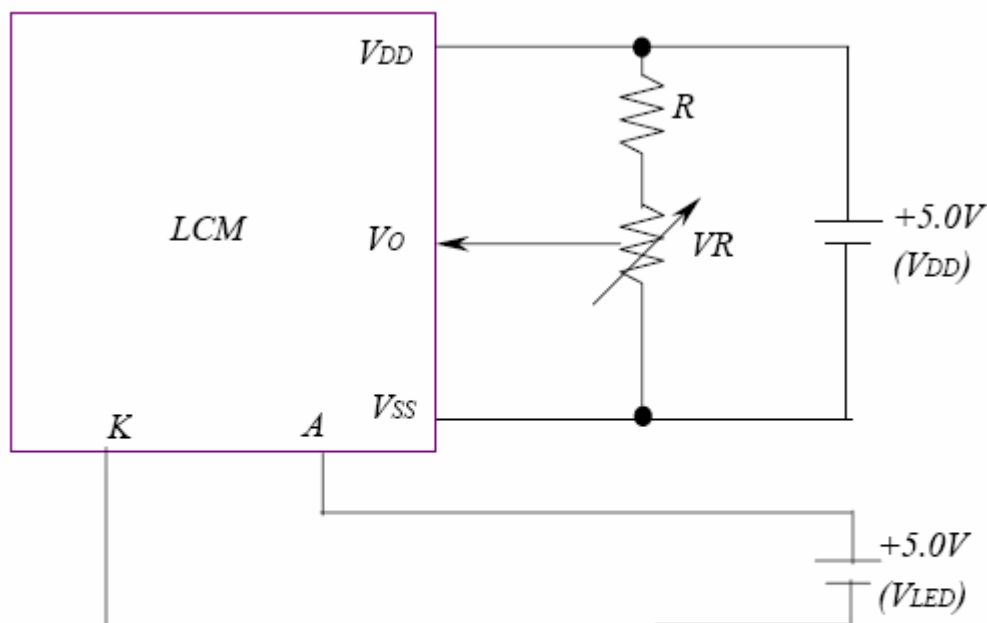 VDD
R
LCM
VO
VR
+5.0V
(VDD)
VSS
K
A
+5.0V
(VLED)